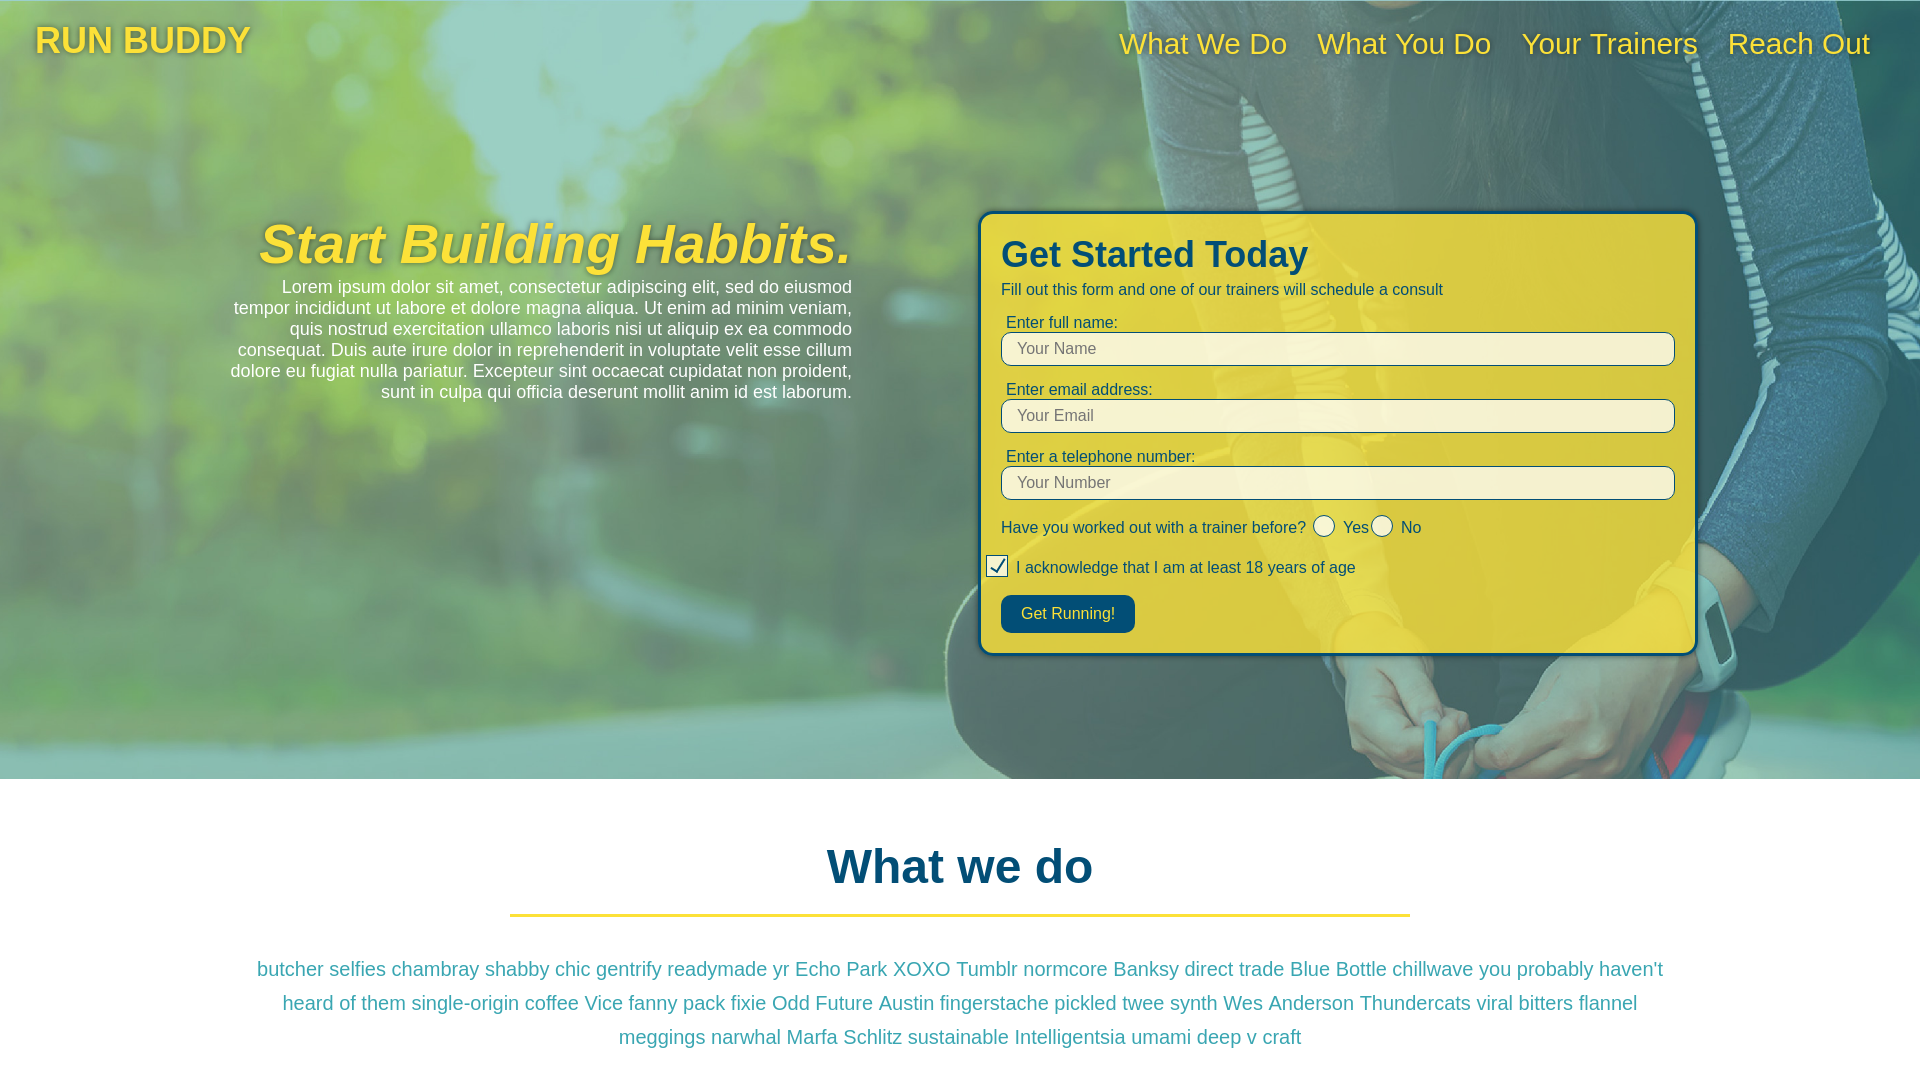 RUN BUDDY
What We Do What You Do Your Trainers Reach Out
Start Building Habbits.
Lorem ipsum dolor sit amet, consectetur adipiscing elit, sed do eiusmod
tempor incididunt ut labore et dolore magna aliqua. Ut enim ad minim veniam,
quis nostrud exercitation ullamco laboris nisi ut aliquip ex ea commodo
consequat. Duis aute irure dolor in reprehenderit in voluptate velit esse cillum
dolore eu fugiat nulla pariatur. Excepteur sint occaecat cupidatat non proident,
sunt in culpa qui officia deserunt mollit anim id est laborum.
Get Started Today
Fill out this form and one of our trainers will schedule a consult
Enter full name:
Your Name
Enter email address:
Your Email
Enter a telephone number:
Your Number
Have you worked out with a trainer before? Yes No
I acknowledge that I am at least 18 years of age
Get Running!
What we do
butcher selfies chambray shabby chic gentrify readymade yr Echo Park XOXO Tumblr normcore Banksy direct trade Blue Bottle chillwave you probably haven't
heard of them single-origin coffee Vice fanny pack fixie Odd Future Austin fingerstache pickled twee synth Wes Anderson Thundercats viral bitters flannel
meggings narwhal Marfa Schlitz sustainable Intelligentsia umami deep v craft